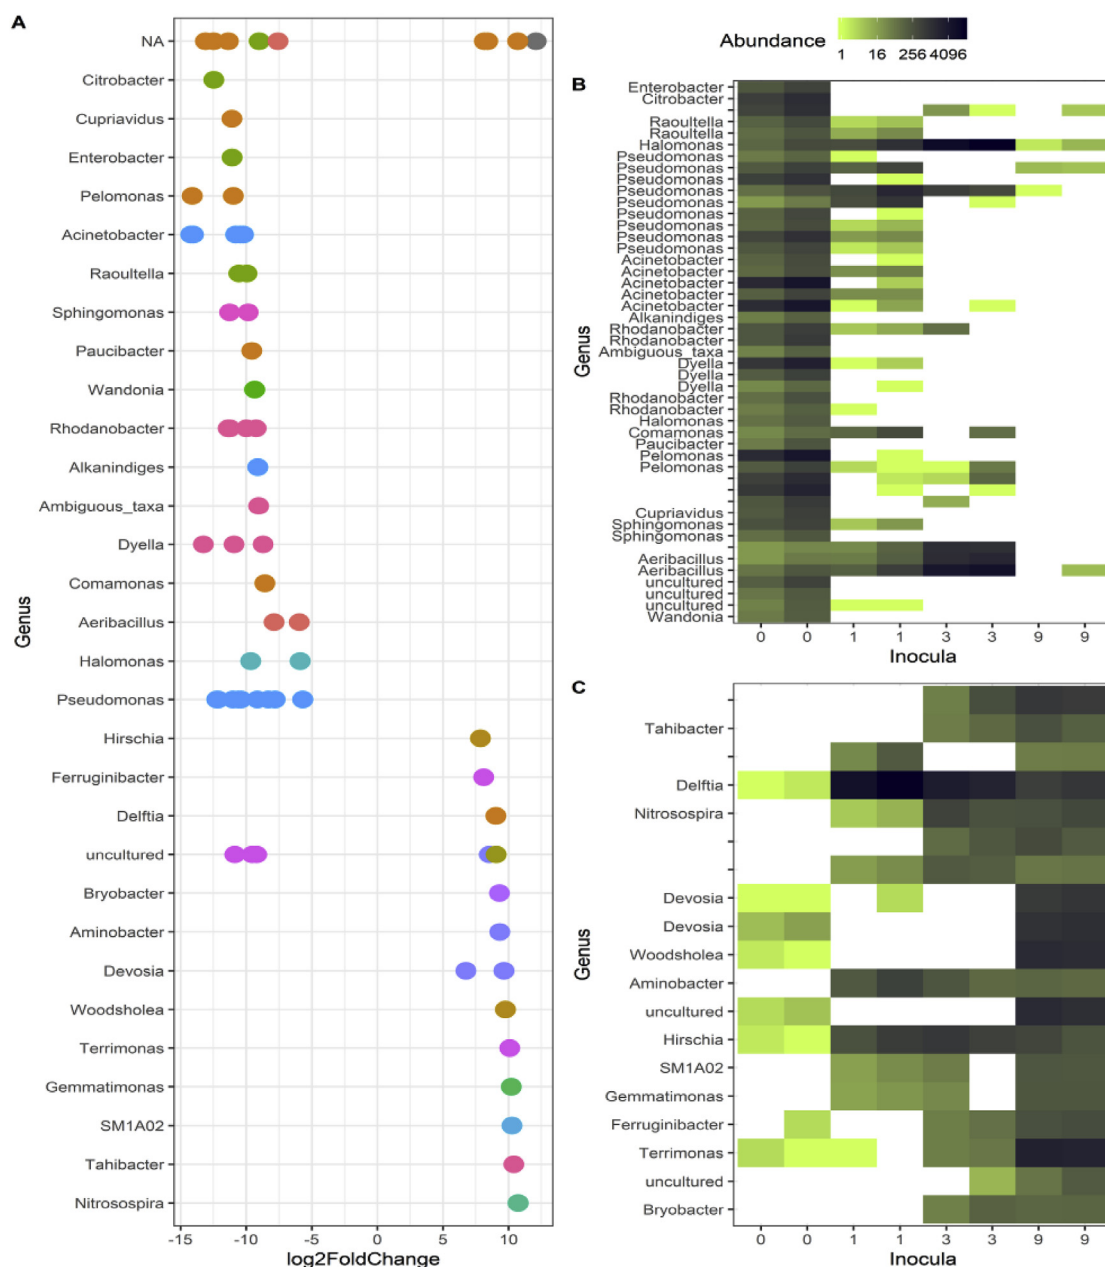 A
NA
Citrobacter
Cupriavidus
Enterobacter
Pelomonas
Acinetobacter
Raoultella
Sphingomonas
Paucibacter
Wandonia
Rhodanobacter
Alkanindiges
Ambiguous_taxa
Dyella
Comamonas
Aeribacillus
Halomonas
Pseudomonas
Hirschia
Ferruginibacter
Delftia
uncultured
Bryobacter
Aminobacter
Devosia
Woodsholea
Terrimonas
Gemmatimonas
SM1A02
Tahibacter
Nitrosospira
Genus
-15 -10 -5 0 5 10
log2FoldChange
Abundance
1 16 256 4096
B
Enterobacter
Citrobacter
Raoultella
Raoultella
Halomonas
Pseudomonas
Pseudomonas
Pseudomonas
Pseudomonas
Pseudomonas
Pseudomonas
Pseudomonas
Pseudomonas
Pseudomonas
Acinetobacter
Acinetobacter
Acinetobacter
Acinetobacter
Acinetobacter
Alkanindiges
Rhodanobacter
Rhodanobacter
Ambiguous_taxa
Dyella
Dyella
Dyella
Rhodanobacter
Rhodanobacter
Halomonas
Comamonas
Paucibacter
Pelomonas
Pelomonas
Cupriavidus
Sphingomonas
Sphingomonas
Aeribacillus
Aeribacillus
uncultured
uncultured
uncultured
Wandonia
Genus
0 0 1 1 3 3 9 9
Inocula
C
Tahibacter
Delftia
Nitrosospira
Devosia
Devosia
Woodsholea
Aminobacter
uncultured
Hirschia
SM1A02
Gemmatimonas
Ferruginibacter
Terrimonas
uncultured
Bryobacter
Genus
0 0 1 1 3 3 9 9
Inocula